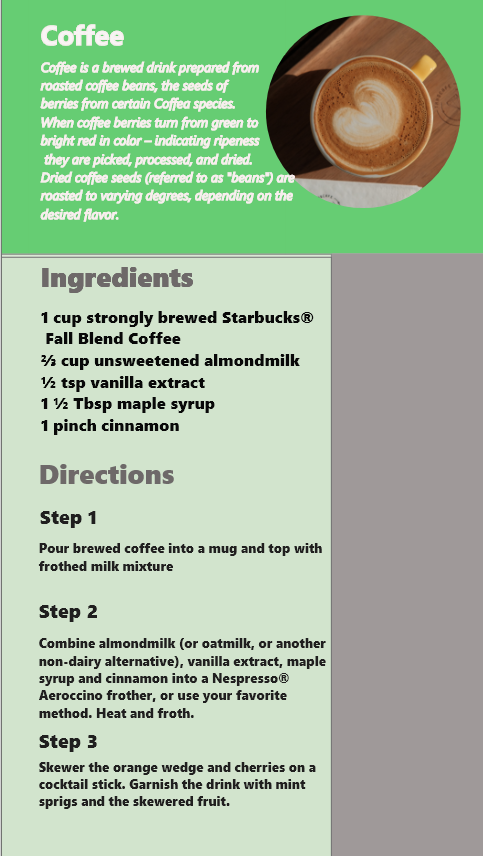 Coffee
Coffee is a brewed drink prepared from
roasted coffee beans, the seeds of
berries from certain Coffea species.
When coffee berries turn from green to
bright red in color – indicating ripeness
they are picked, processed, and dried.
Dried coffee seeds (referred to as "beans") are
roasted to varying degrees, depending on the
desired flavor.
Ingredients
1 cup strongly brewed Starbucks®
Fall Blend Coffee
⅔ cup unsweetened almondmilk
½ tsp vanilla extract
1 ½ Tbsp maple syrup
1 pinch cinnamon
Directions
Step 1
Pour brewed coffee into a mug and top with
frothed milk mixture
Step 2
Combine almondmilk (or oatmilk, or another
non-dairy alternative), vanilla extract, maple
syrup and cinnamon into a Nespresso®
Aeroccino frother, or use your favorite
method. Heat and froth.
Step 3
Skewer the orange wedge and cherries on a
cocktail stick. Garnish the drink with mint
sprigs and the skewered fruit.